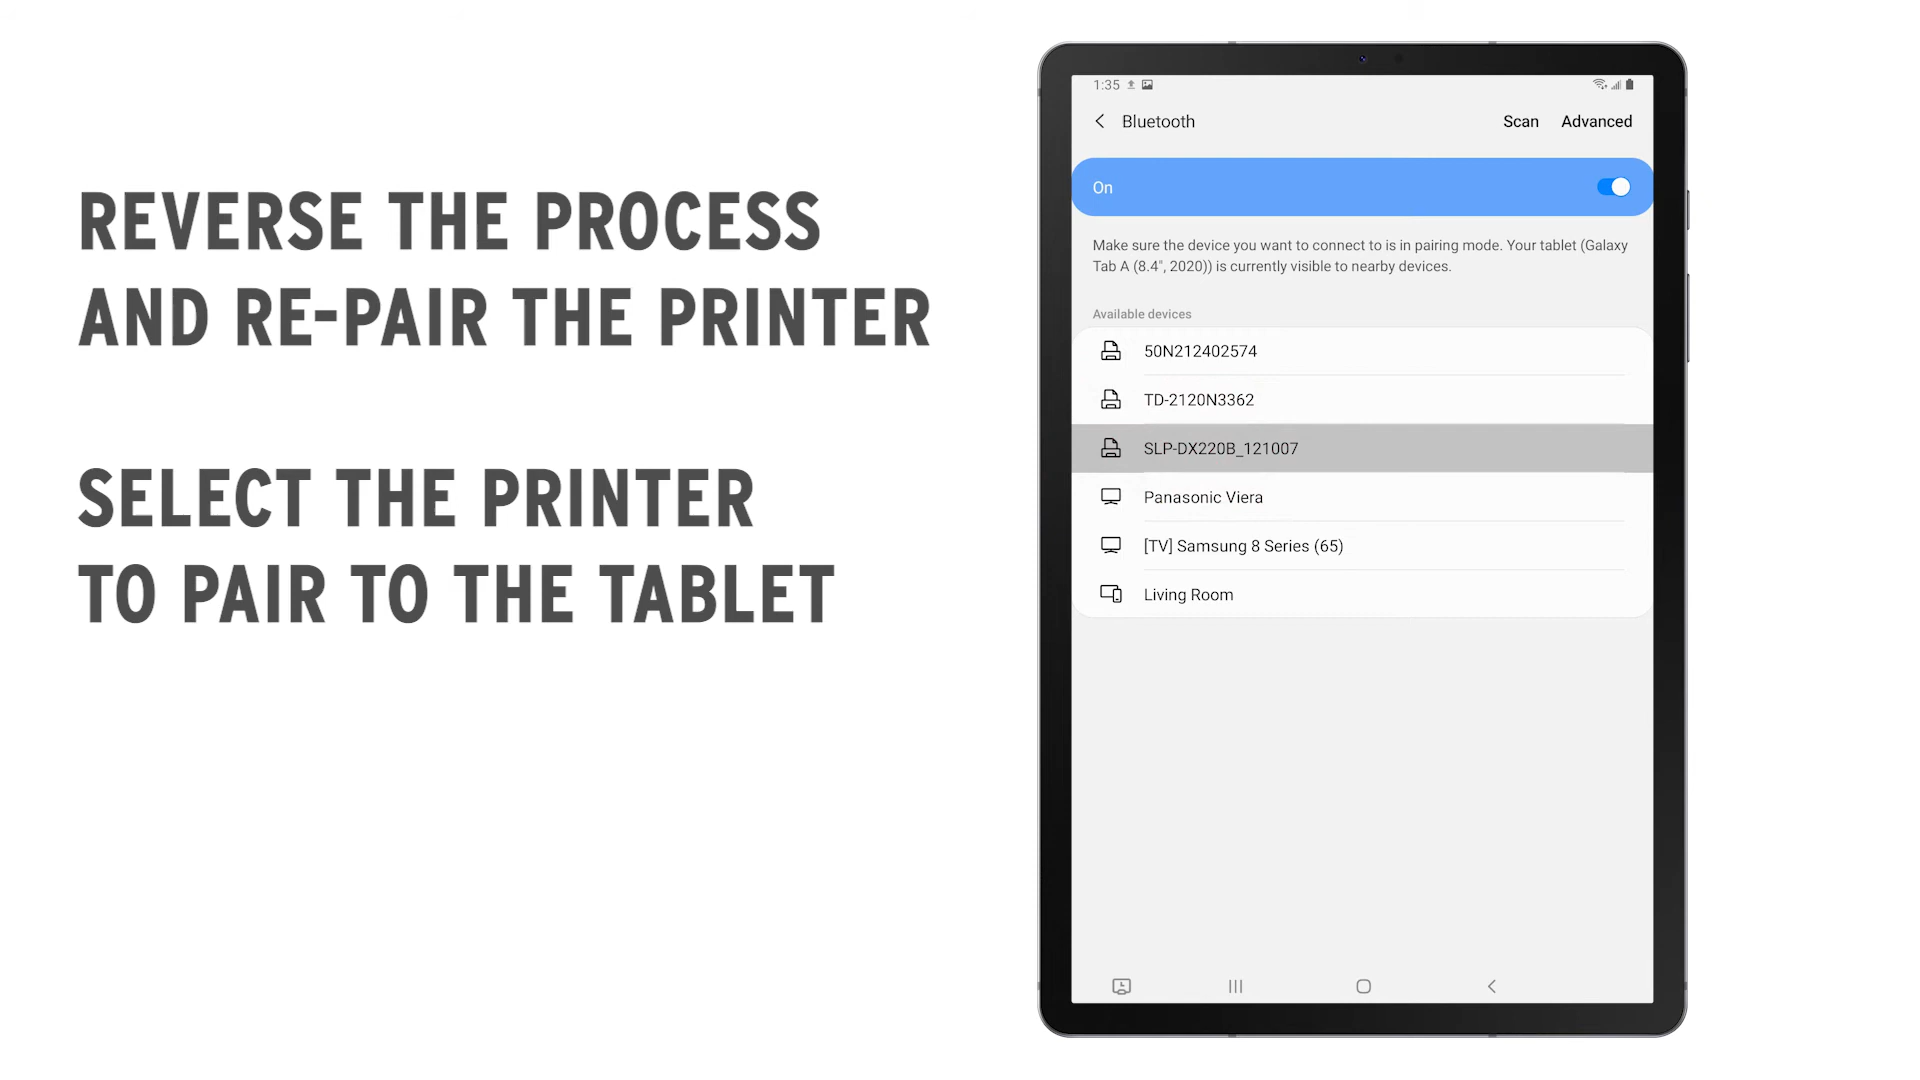 REVERSE THE PROCESS
AND RE-PAIR THE PRINTER
SELECT THE PRINTER
TO PAIR TO THE TABLET
1:35
Bluetooth Scan Advanced
On
Make sure the device you want to connect to is in pairing mode. Your tablet (Galaxy
Tab A (8.4", 2020)) is currently visible to nearby devices.
Available devices
50N212402574
TD-2120N3362
SLP-DX220B_121007
Panasonic Viera
[TV] Samsung 8 Series (65)
Living Room